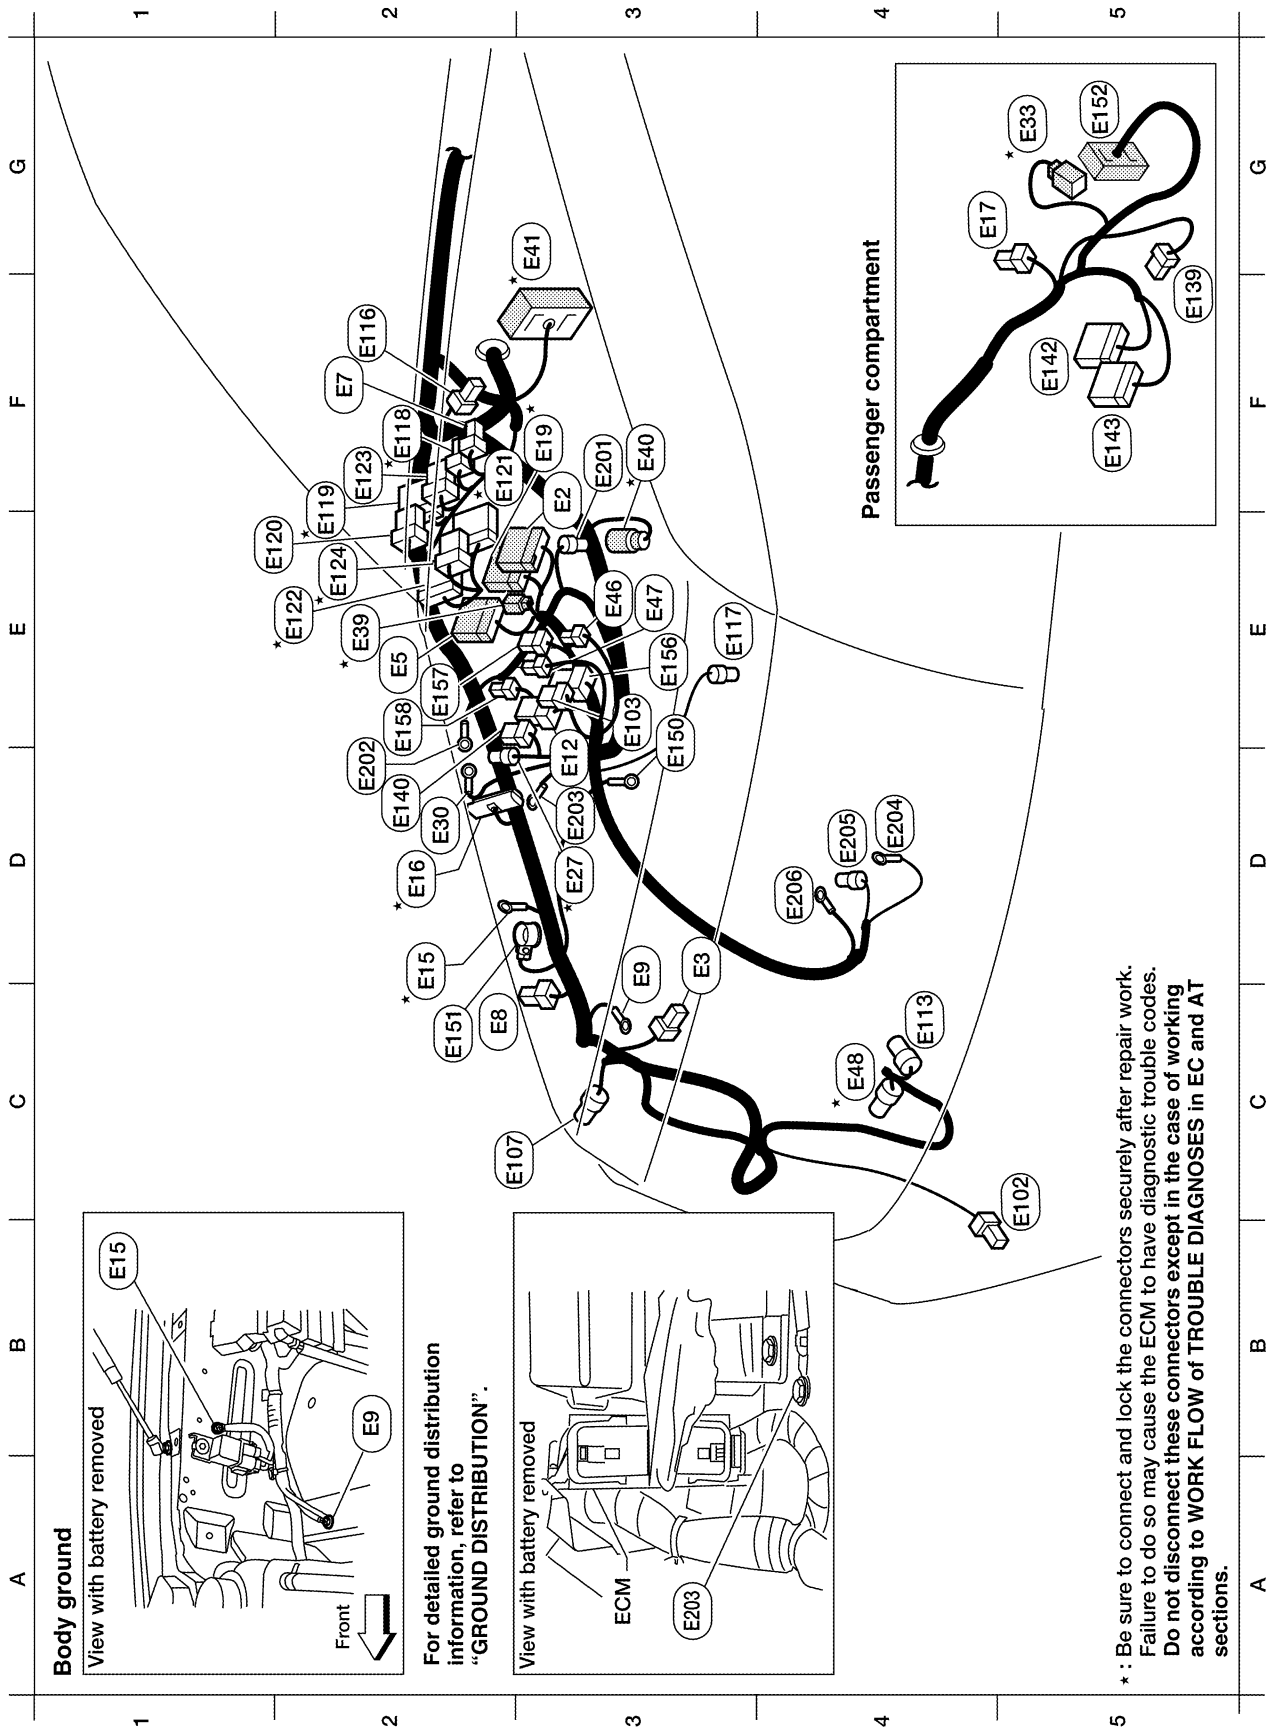 1
2
3
4
5
A
B
C
D
E
F
G
Body ground
View with battery removed
E15
E9
Front
For detailed ground distribution
information, refer to
"GROUND DISTRIBUTION".
View with battery removed
ECM
E203
★E122
E120
★E119
E123
★E118
E7
E116
★E41
★E124
★E39
E5
E157
E158
E202
E140
E30
★E16
★E15
E151
E8
E107
★E121
E19★
E2
E201
★E40
E46
E47
E117
E156
E103
E150
E12
E203
★E27
E9
E3
E206
E205
E204
★E48
E113
E102
Passenger compartment
E17
★E33
E152
E142
E143
E139
★: Be sure to connect and lock the connectors securely after repair work.
Failure to do so may cause the ECM to have diagnostic trouble codes.
Do not disconnect these connectors except in the case of working
according to WORK FLOW of TROUBLE DIAGNOSES in EC and AT
sections.
1
2
3
4
5
A
B
C
D
E
F
G